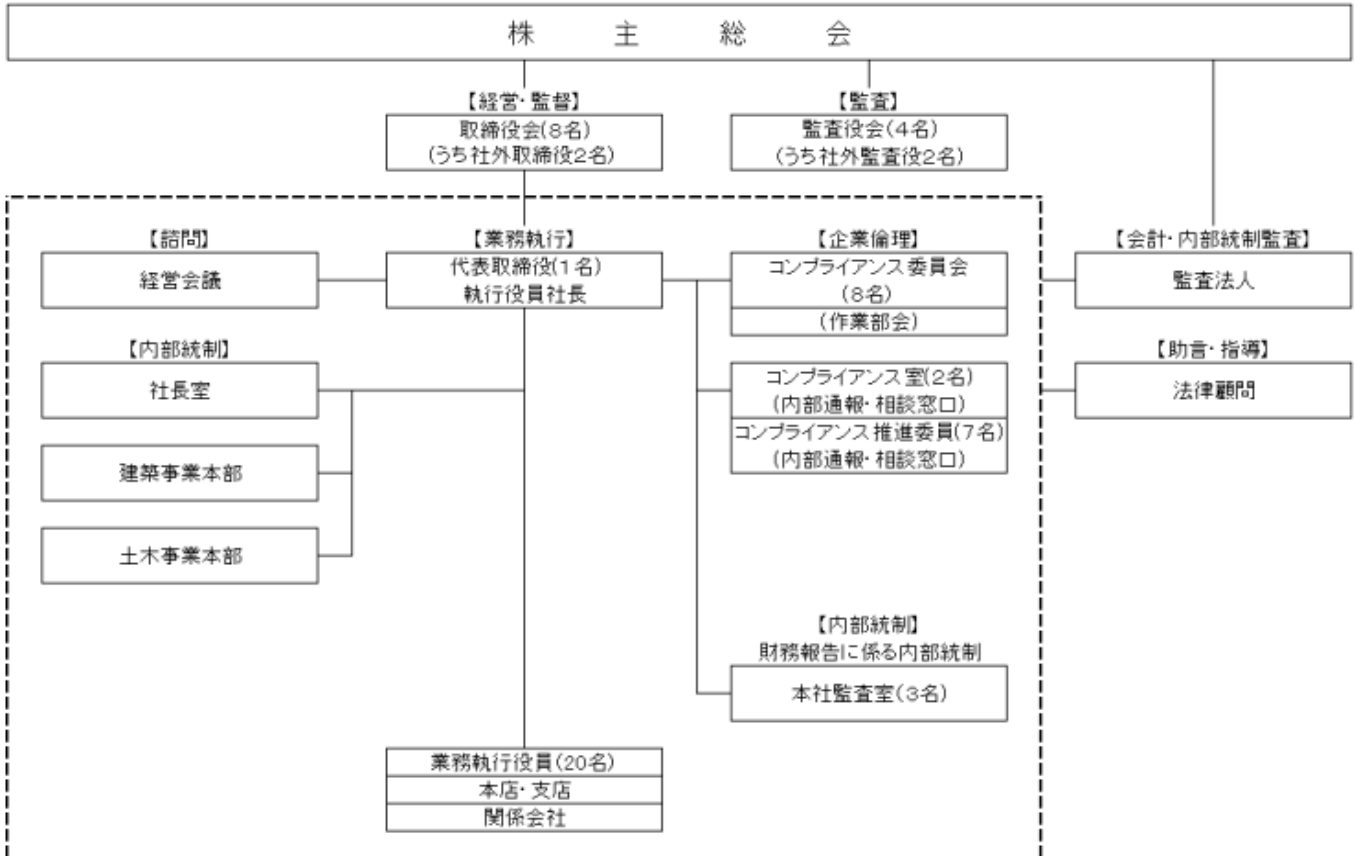 株主総会
【経営・監督】
取締役会(8名)
(うち社外取締役2名)
【監査】
監査役会(4名)
(うち社外監査役2名)
【諮問】
経営会議
【業務執行】
代表取締役(1名)
執行役員社長
【企業倫理】
コンプライアンス委員会
(8名)
(作業部会)
【会計・内部統制監査】
監査法人
【内部統制】
社長室
コンプライアンス室(2名)
(内部通報・相談窓口)
コンプライアンス推進委員(7名)
(内部通報・相談窓口)
【助言・指導】
法律顧問
建築事業本部
土木事業本部
【内部統制】
財務報告に係る内部統制
本社監査室(3名)
業務執行役員(20名)
本店・支店
関係会社